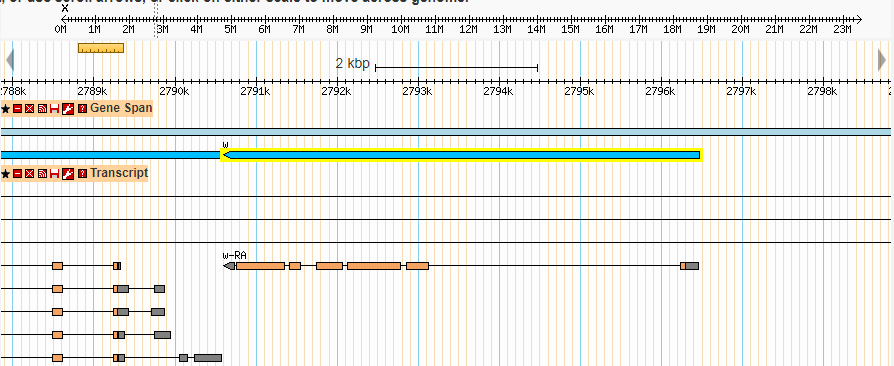 , or use scroll arrows, or click on either scale to move across genome.
X
0M 1M 2M 3M 4M 5M 6M 7M 8M 9M 10M 11M 12M 13M 14M 15M 16M 17M 18M 19M 20M 21M 22M 23M
2 kbp
2788k 2789k 2790k 2791k 2792k 2793k 2794k 2795k 2796k 2797k 2798k
? Gene Span
w
? Transcript
w-RA